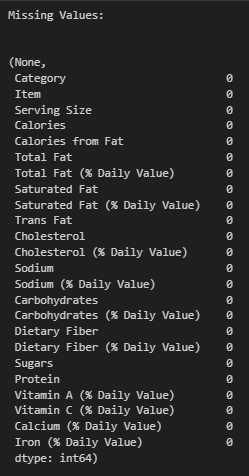 Missing Values:
(None,
Category 0
Item 0
Serving Size 0
Calories 0
Calories from Fat 0
Total Fat 0
Total Fat (% Daily Value) 0
Saturated Fat 0
Saturated Fat (% Daily Value) 0
Trans Fat 0
Cholesterol 0
Cholesterol (% Daily Value) 0
Sodium 0
Sodium (% Daily Value) 0
Carbohydrates 0
Carbohydrates (% Daily Value) 0
Dietary Fiber 0
Dietary Fiber (% Daily Value) 0
Sugars 0
Protein 0
Vitamin A (% Daily Value) 0
Vitamin C (% Daily Value) 0
Calcium (% Daily Value) 0
Iron (% Daily Value) 0
dtype: int64)